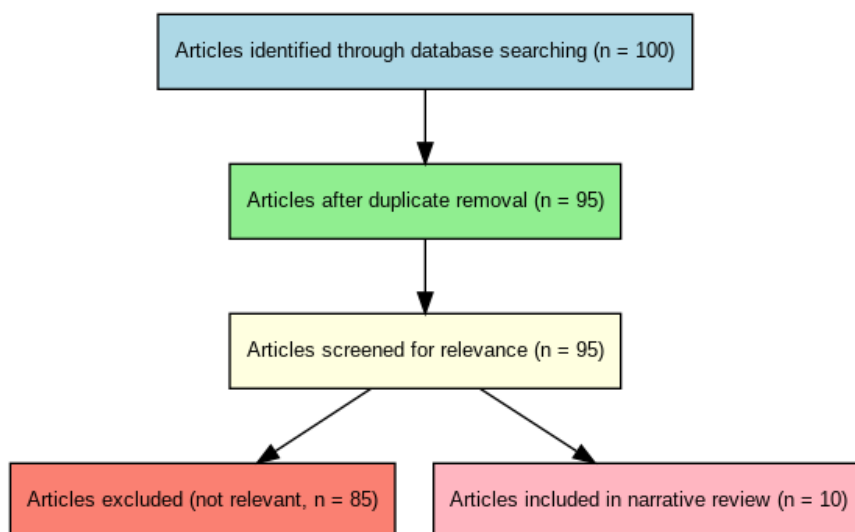 Articles identified through database searching (n = 100)
Articles after duplicate removal (n = 95)
Articles screened for relevance (n = 95)
Articles excluded (not relevant, n = 85)
Articles included in narrative review (n = 10)